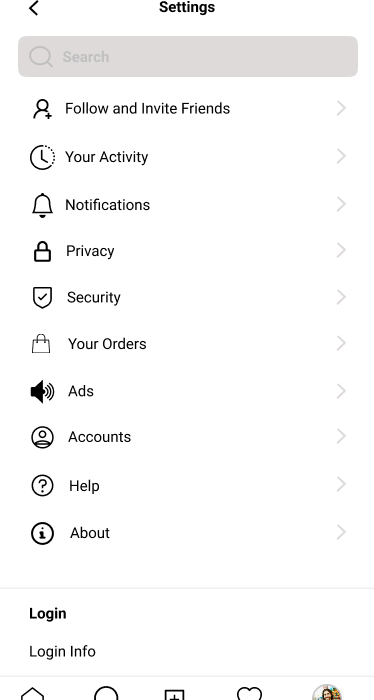 Settings
Search
Follow and Invite Friends
Your Activity
Notifications
Privacy
Security
Your Orders
Ads
Accounts
Help
About
Login
Login Info